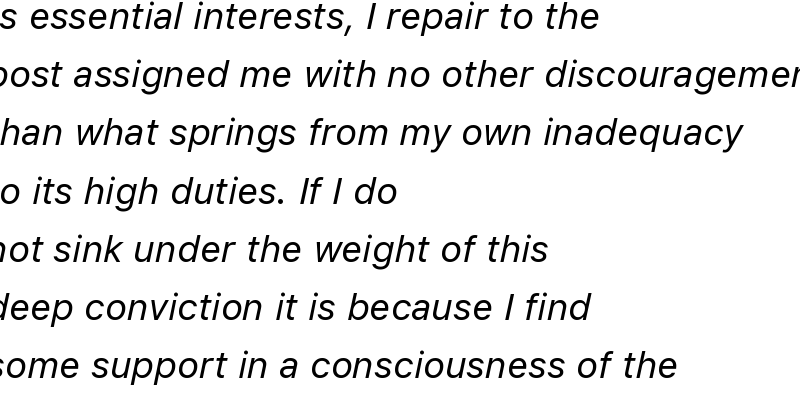 s essential interests, I repair to the
post assigned me with no other discouragemen
han what springs from my own inadequacy
o its high duties. If I do
not sink under the weight of this
deep conviction it is because I find
some support in a consciousness of the